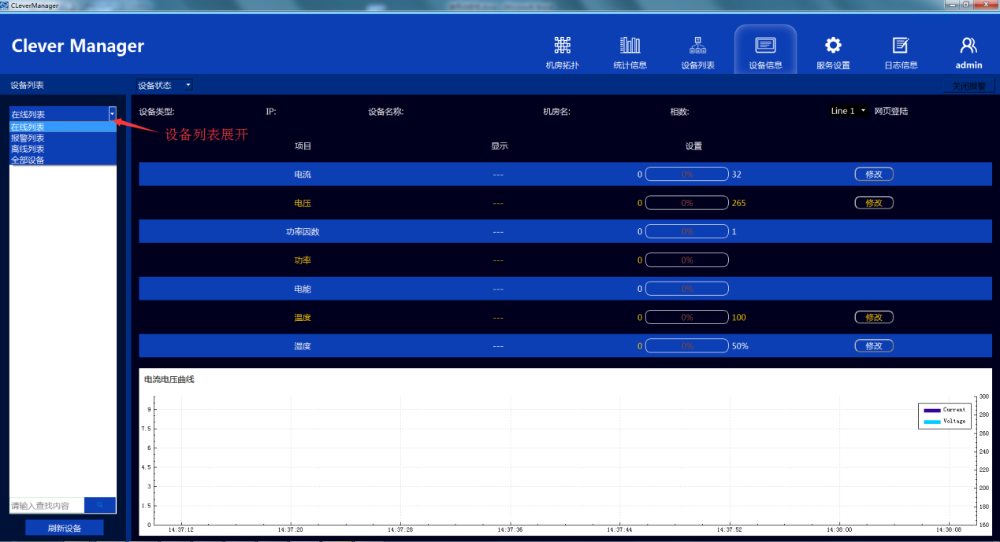 CLeverManager
Clever Manager
机房拓扑 统计信息 设备列表 设备信息 服务设置 日志信息 admin
设备列表 设备状态 关闭报警
在线列表
在线列表
报警列表
离线列表
全部设备
设备列表展开
设备类型: IP: 设备名称: 机房名: 相数: Line 1 网页登陆
项目 显示 设置
电流 --- 0 0% 32 修改
电压 --- 0 0% 265 修改
功率因数 --- 0 0% 1
功率 --- 0 0%
电能 --- 0 0%
温度 --- 0 0% 100 修改
湿度 --- 0 0% 50% 修改
电流电压曲线
9
7.5
6
4.5
3
1.5
0
Current
Voltage
300
280
260
240
220
200
180
160
14:37:12 14:37:20 14:37:28 14:37:36 14:37:44 14:37:52 14:38:00 14:38:08
请输入查找内容
刷新设备